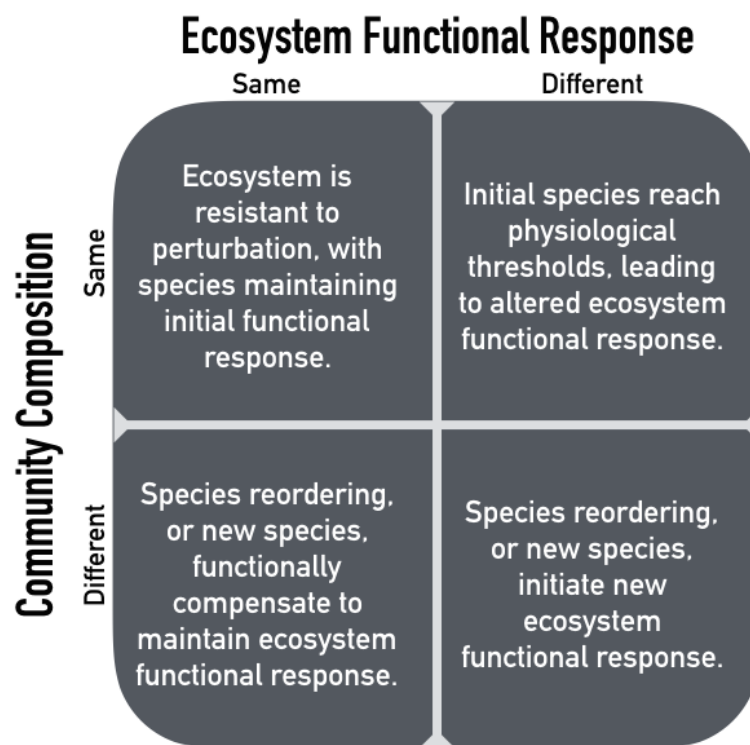 Ecosystem Functional Response
Same
Different
Community Composition
Same
Ecosystem is
resistant to
perturbation, with
species maintaining
initial functional
response.
Initial species reach
physiological
thresholds, leading
to altered ecosystem
functional response.
Different
Species reordering,
or new species,
functionally
compensate to
maintain ecosystem
functional response.
Species reordering,
or new species,
initiate new
ecosystem
functional response.